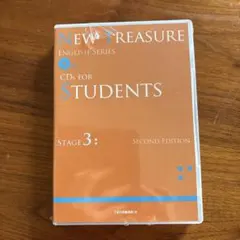 NEW TREASURE
ENGLISH SERIES
CDs FOR
STUDENTS
STAGE 3:
SECOND EDITION